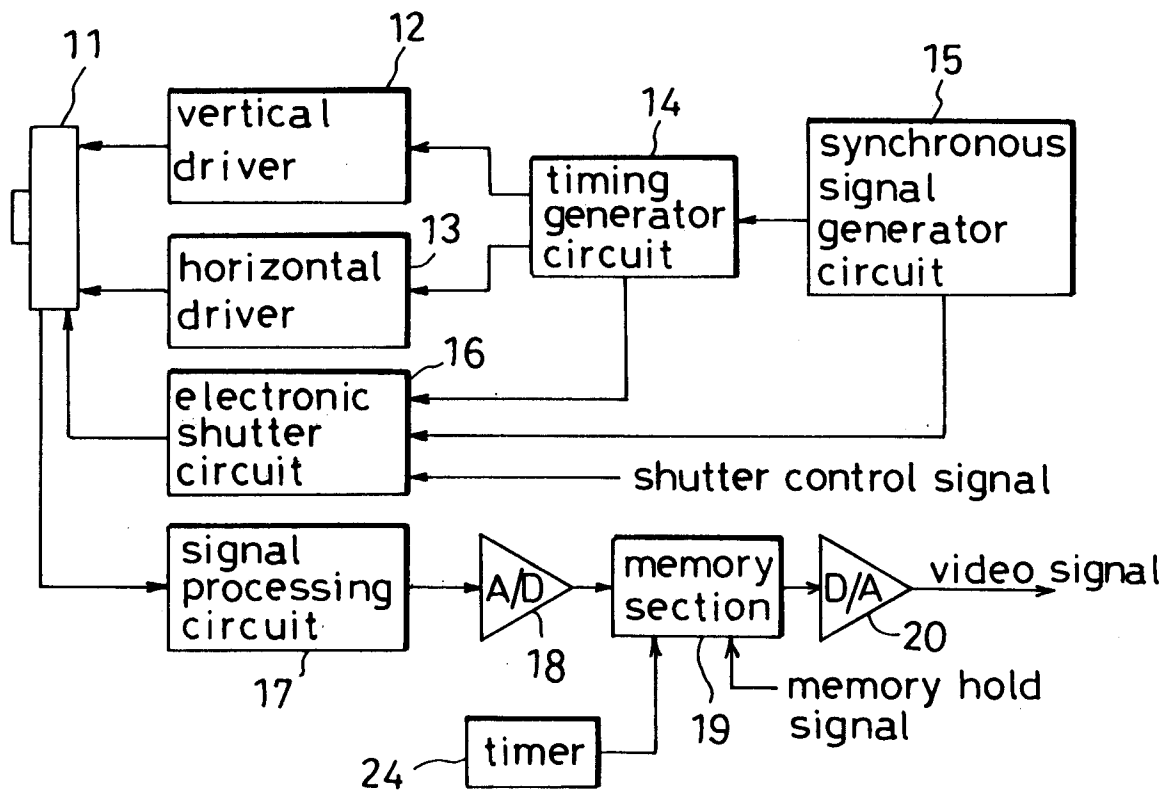 11
12
vertical
driver
13
horizontal
driver
14
timing
generator
circuit
15
synchronous
signal
generator
circuit
16
electronic
shutter
circuit
shutter control signal
signal
processing
circuit
17
A/D
18
memory
section
19
D/A
20
video signal
memory hold
signal
timer
24